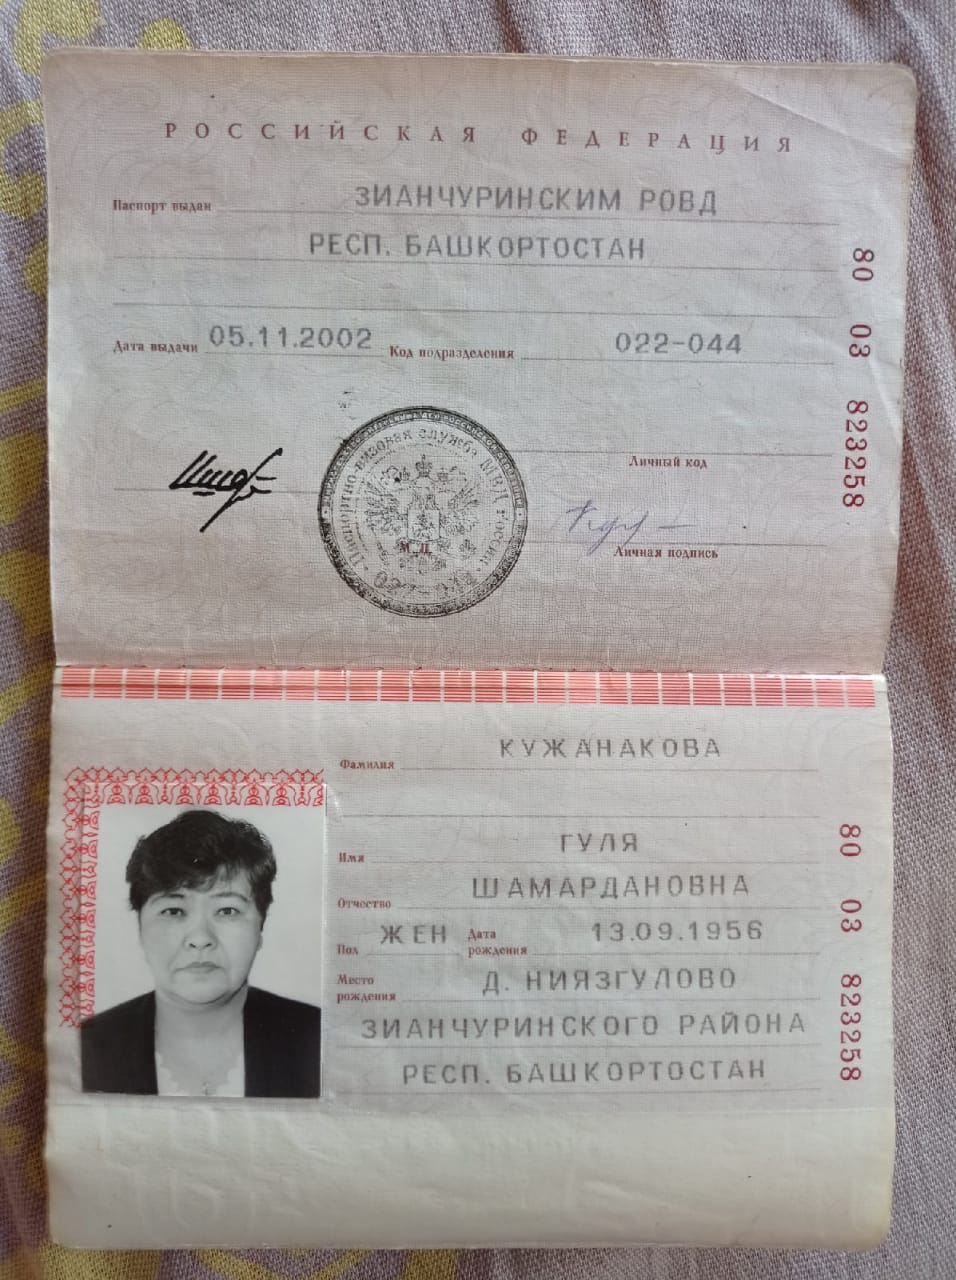 РОССИЙСКАЯ ФЕДЕРАЦИЯ
Паспорт выдан ЗИАНЧУРИНСКИМ РОВД
РЕСП. БАШКОРТОСТАН
Дата выдачи 05.11.2002 Код подразделения 022-044
Личный код
Паспортно-визовая служба МВД России
М.П.
Личная подпись
80 03 823258
Фамилия КУЖАНАКОВА
Имя ГУЛЯ
Отчество ШАМАРДАНОВНА
Пол ЖЕН Дата рождения 13.09.1956
Место рождения Д. НИЯЗГУЛОВО
ЗИАНЧУРИНСКОГО РАЙОНА
РЕСП. БАШКОРТОСТАН
80 03 823258